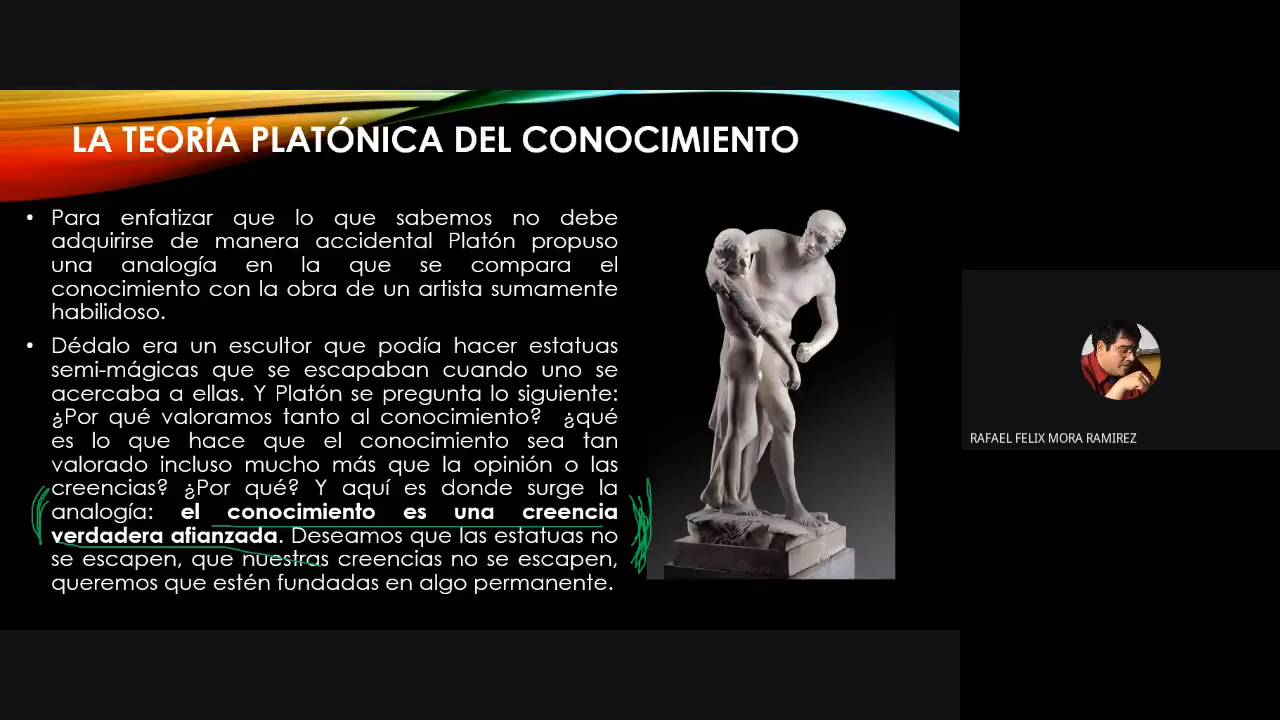 LA TEORÍA PLATÓNICA DEL CONOCIMIENTO
• Para enfatizar que lo que sabemos no debe
adquirirse de manera accidental Platón propuso
una analogía en la que se compara el
conocimiento con la obra de un artista sumamente
habilidoso.
• Dédalo era un escultor que podía hacer estatuas
semi-mágicas que se escapaban cuando uno se
acercaba a ellas. Y Platón se pregunta lo siguiente:
¿Por qué valoramos tanto al conocimiento? ¿qué
es lo que hace que el conocimiento sea tan
valorado incluso mucho más que la opinión o las
creencias? ¿Por qué? Y aquí es donde surge la
analogía: el conocimiento es una creencia
verdadera afianzada. Deseamos que las estatuas no
se escapen, que nuestras creencias no se escapen,
queremos que estén fundadas en algo permanente.
RAFAEL FELIX MORA RAMIREZ